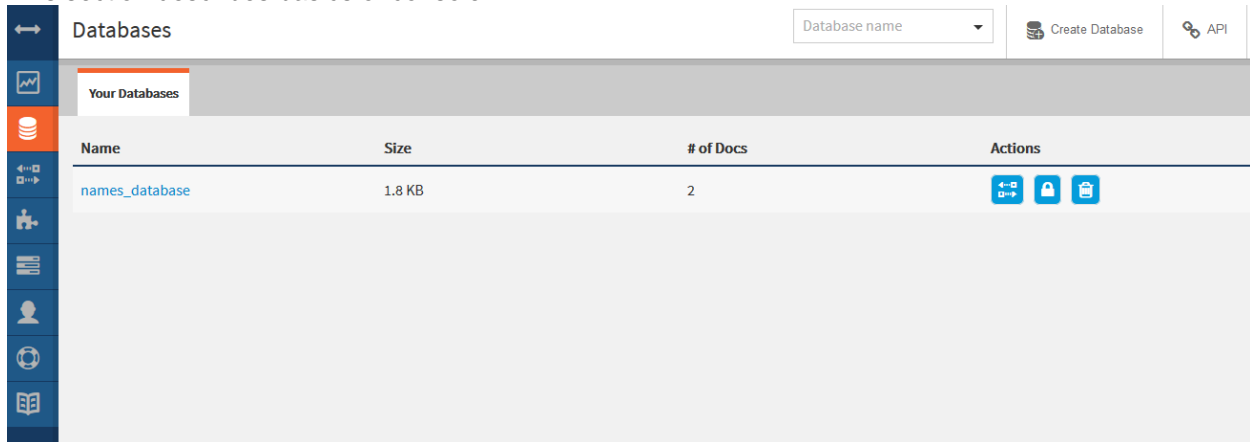 Databases
Database name
Create Database
API
Your Databases
Name Size # of Docs Actions
names_database 1.8 KB 2